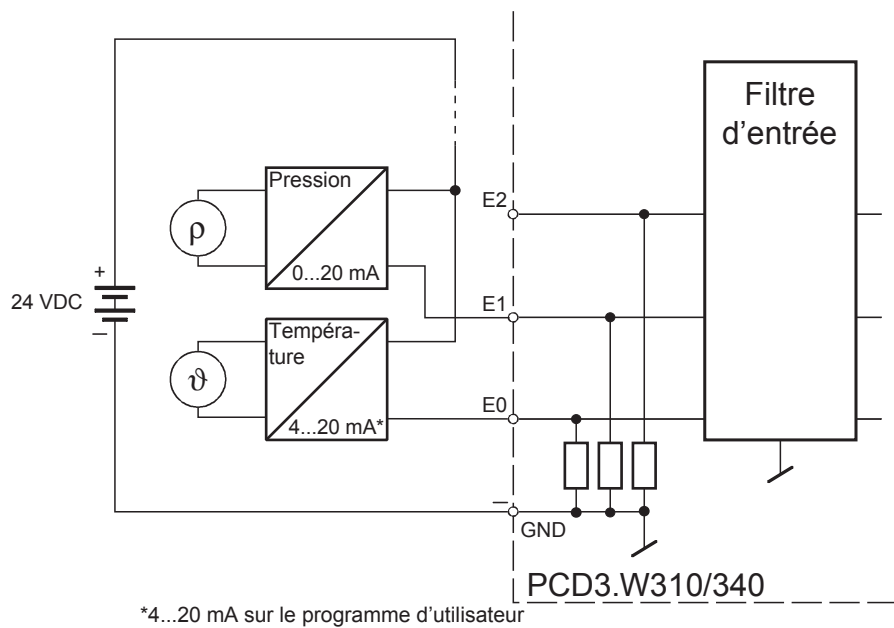 Filtre
d’entrée
Pression
E2
ρ
0...20 mA
+
24 VDC
–
E1
Tempéra-
ture
ϑ
4...20 mA*
E0
–
GND
PCD3.W310/340
*4...20 mA sur le programme d’utilisateur